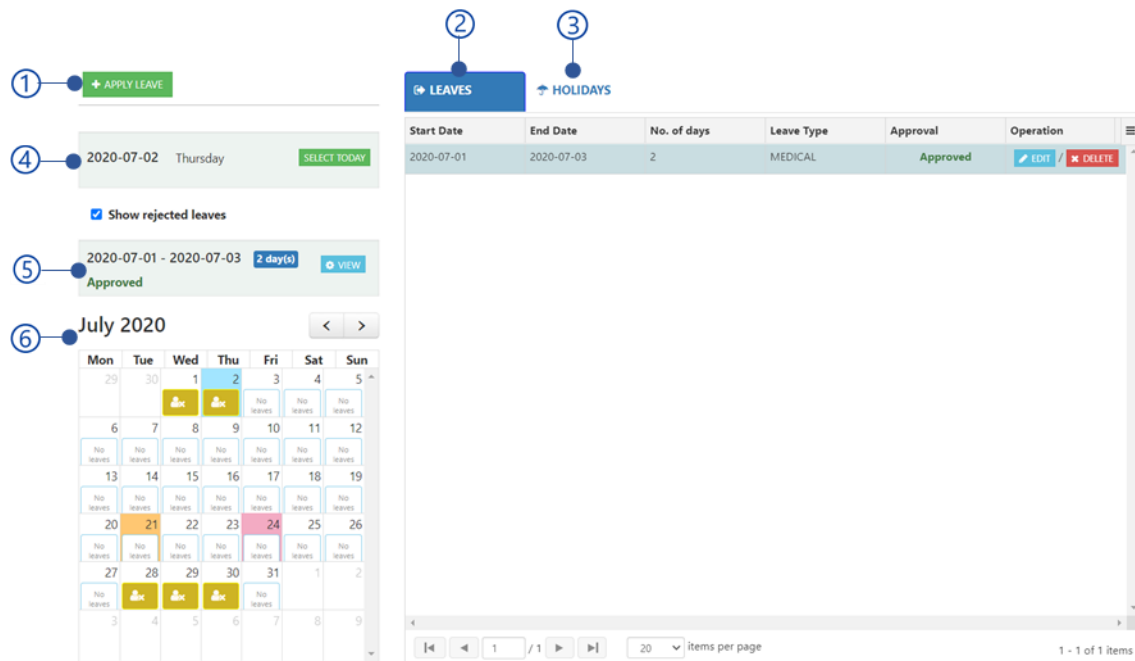 2
3
1
+ APPLY LEAVE
LEAVES
HOLIDAYS
Start Date End Date No. of days Leave Type Approval Operation
2020-07-01 2020-07-03 2 MEDICAL Approved EDIT / DELETE
4
2020-07-02 Thursday SELECT TODAY
Show rejected leaves
5
2020-07-01 - 2020-07-03 2 day(s) VIEW
Approved
6
July 2020 < >
Mon Tue Wed Thu Fri Sat Sun
29 30 1 2 3 4 5
No leaves No leaves No leaves
6 7 8 9 10 11 12
No leaves No leaves No leaves No leaves No leaves No leaves No leaves
13 14 15 16 17 18 19
No leaves No leaves No leaves No leaves No leaves No leaves No leaves
20 21 22 23 24 25 26
No leaves No leaves No leaves No leaves No leaves No leaves No leaves
27 28 29 30 31 1 2
No leaves No leaves
3 4 5 6 7 8 9
1 / 1 20 items per page 1 - 1 of 1 items